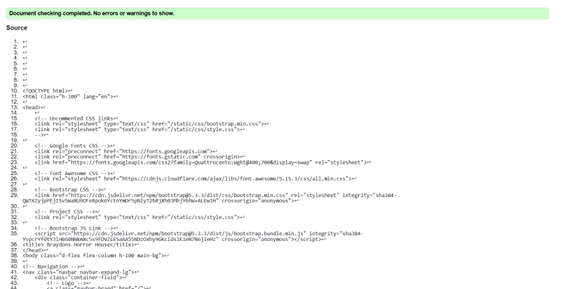 Document checking completed. No errors or warnings to show.
Source
1. ↩
2. ↩
3. ↩
4. ↩
5. ↩
6. ↩
7. ↩
8. ↩
9. ↩
10. <!DOCTYPE html>↩
11. <html class="h-100" lang="en">↩
12. ↩
13. <head>↩
14. ↩
15. <!-- Uncommented CSS links↩
16. <link rel="stylesheet" type="text/css" href="/static/css/bootstrap.min.css">↩
17. <link rel="stylesheet" type="text/css" href="/static/css/style.css">↩
18. -->↩
19. ↩
20. <!-- Google Fonts CSS -->↩
21. <link rel="preconnect" href="https://fonts.googleapis.com">↩
22. <link rel="preconnect" href="https://fonts.gstatic.com" crossorigin>↩
23. <link href="https://fonts.googleapis.com/css2?family=Quattrocento:wght@400;700&display=swap" rel="stylesheet">↩
24. ↩
25. <!-- Font Awesome CSS -->↩
26. <link rel="stylesheet" href="https://cdnjs.cloudflare.com/ajax/libs/font-awesome/5.15.3/css/all.min.css">↩
27. ↩
28. <!-- Bootstrap CSS -->↩
29. <link href="https://cdn.jsdelivr.net/npm/bootstrap@5.3.3/dist/css/bootstrap.min.css" rel="stylesheet" integrity="sha384-
crossorigin="anonymous">↩
30. ↩
31. <!-- Project CSS -->↩
32. <link rel="stylesheet" type="text/css" href="/static/css/style.css">↩
33. ↩
34. <!-- Bootstrap JS Link -->↩
35. <script src="https://cdn.jsdelivr.net/npm/bootstrap@5.3.3/dist/js/bootstrap.bundle.min.js" integrity="sha384-
crossorigin="anonymous"></script>↩
36. <title> Braydons Horror House</title>↩
37. </head>↩
38. <body class="d-flex flex-column h-100 main-bg">↩
39. ↩
40. <!-- Navigation -->↩
41. <nav class="navbar navbar-expand-lg">↩
42. <div class="container-fluid">↩
43. <!-- Logo -->↩